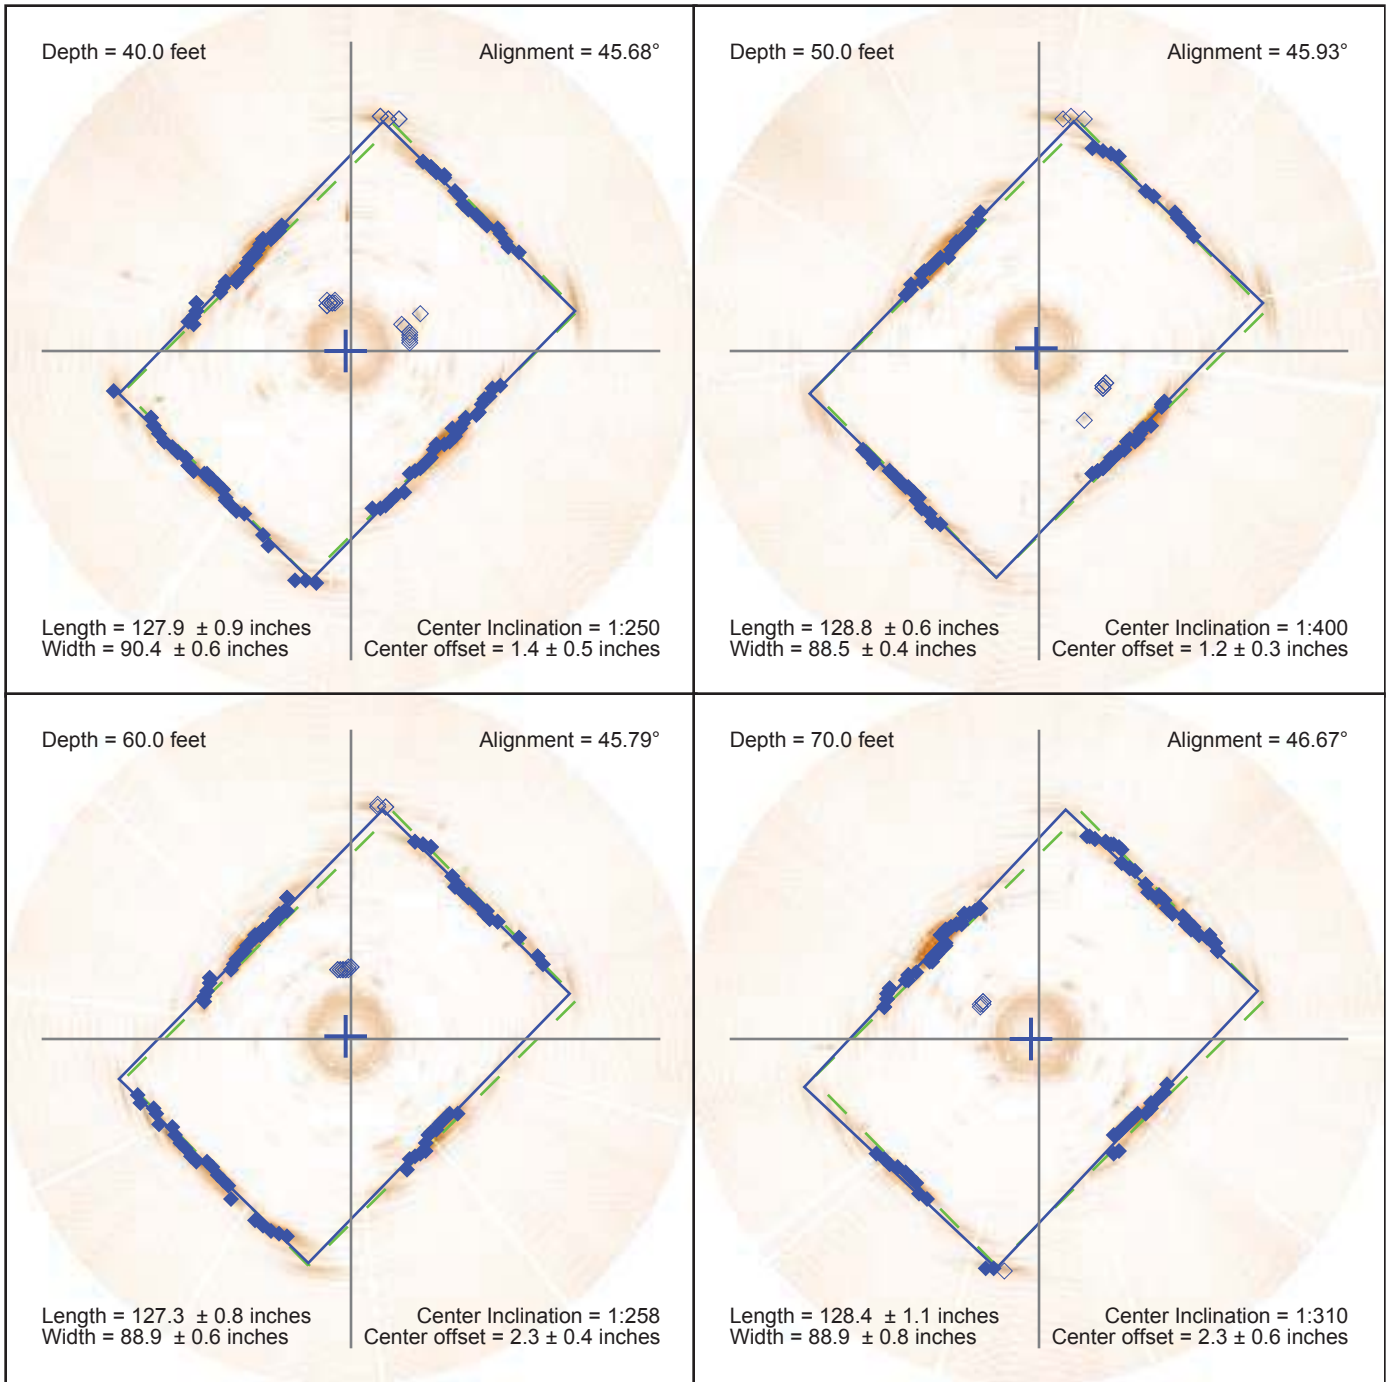 Depth = 40.0 feet
Alignment = 45.68°
Length = 127.9 ± 0.9 inches
Width = 90.4 ± 0.6 inches
Center Inclination = 1:250
Center offset = 1.4 ± 0.5 inches
Depth = 50.0 feet
Alignment = 45.93°
Length = 128.8 ± 0.6 inches
Width = 88.5 ± 0.4 inches
Center Inclination = 1:400
Center offset = 1.2 ± 0.3 inches
Depth = 60.0 feet
Alignment = 45.79°
Length = 127.3 ± 0.8 inches
Width = 88.9 ± 0.6 inches
Center Inclination = 1:258
Center offset = 2.3 ± 0.4 inches
Depth = 70.0 feet
Alignment = 46.67°
Length = 128.4 ± 1.1 inches
Width = 88.9 ± 0.8 inches
Center Inclination = 1:310
Center offset = 2.3 ± 0.6 inches